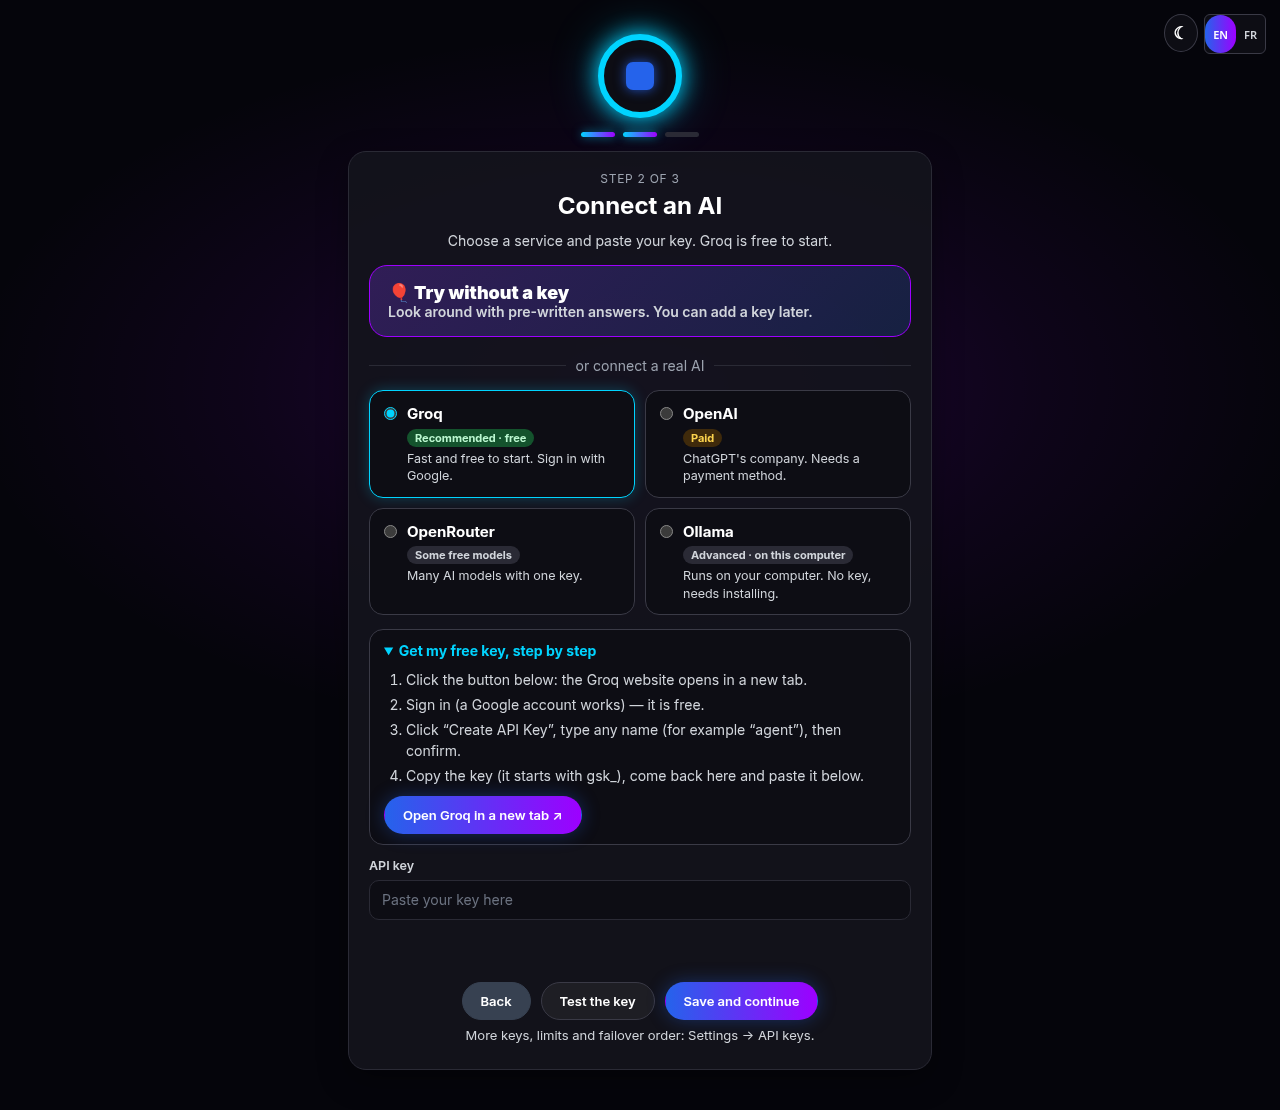 EN FR
STEP 2 OF 3
Connect an AI
Choose a service and paste your key. Groq is free to start.
Try without a key
Look around with pre-written answers. You can add a key later.
or connect a real AI
Groq
Recommended · free
Fast and free to start. Sign in with
Google.
OpenAI
Paid
ChatGPT's company. Needs a
payment method.
OpenRouter
Some free models
Many AI models with one key.
Ollama
Advanced · on this computer
Runs on your computer. No key,
needs installing.
Get my free key, step by step
1. Click the button below: the Groq website opens in a new tab.
2. Sign in (a Google account works) — it is free.
3. Click “Create API Key”, type any name (for example “agent”), then
confirm.
4. Copy the key (it starts with gsk_), come back here and paste it below.
Open Groq in a new tab ↗
API key
Paste your key here
Back
Test the key
Save and continue
More keys, limits and failover order: Settings → API keys.